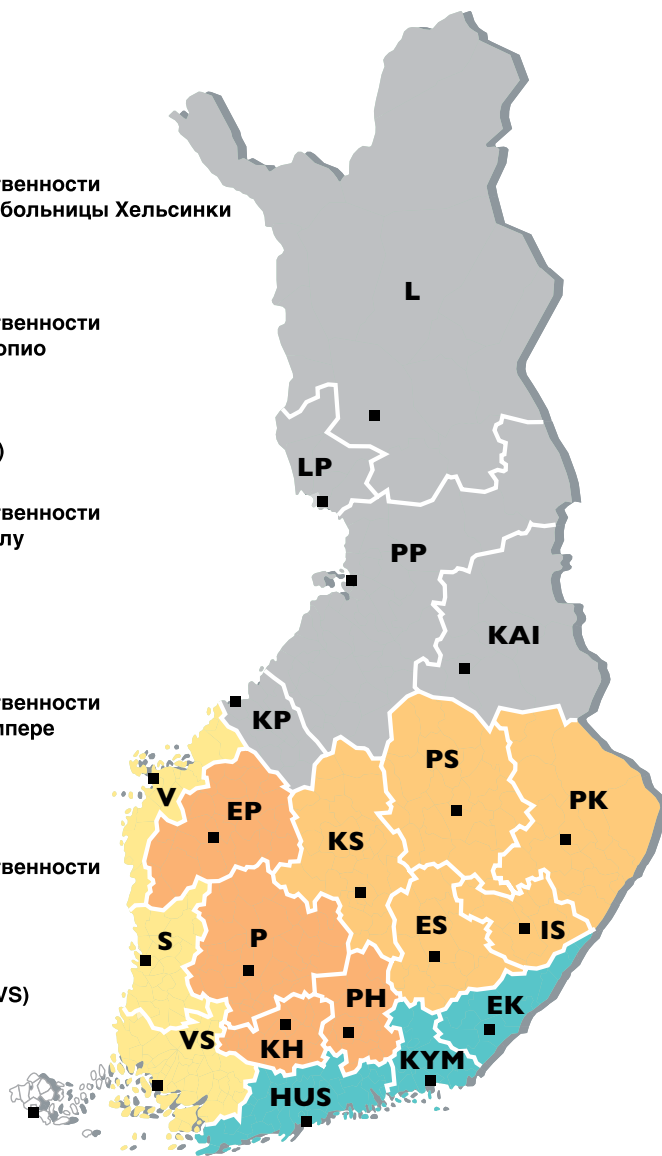 твенности
больницы Хельсинки
L
твенности
опио
)
LP
твенности
лу
PP
KAI
твенности
KP
пере
PS
V
EP
PK
KS
твенности
ES
IS
S
P
VS)
PH
EK
VS
KH
KYM
HUS